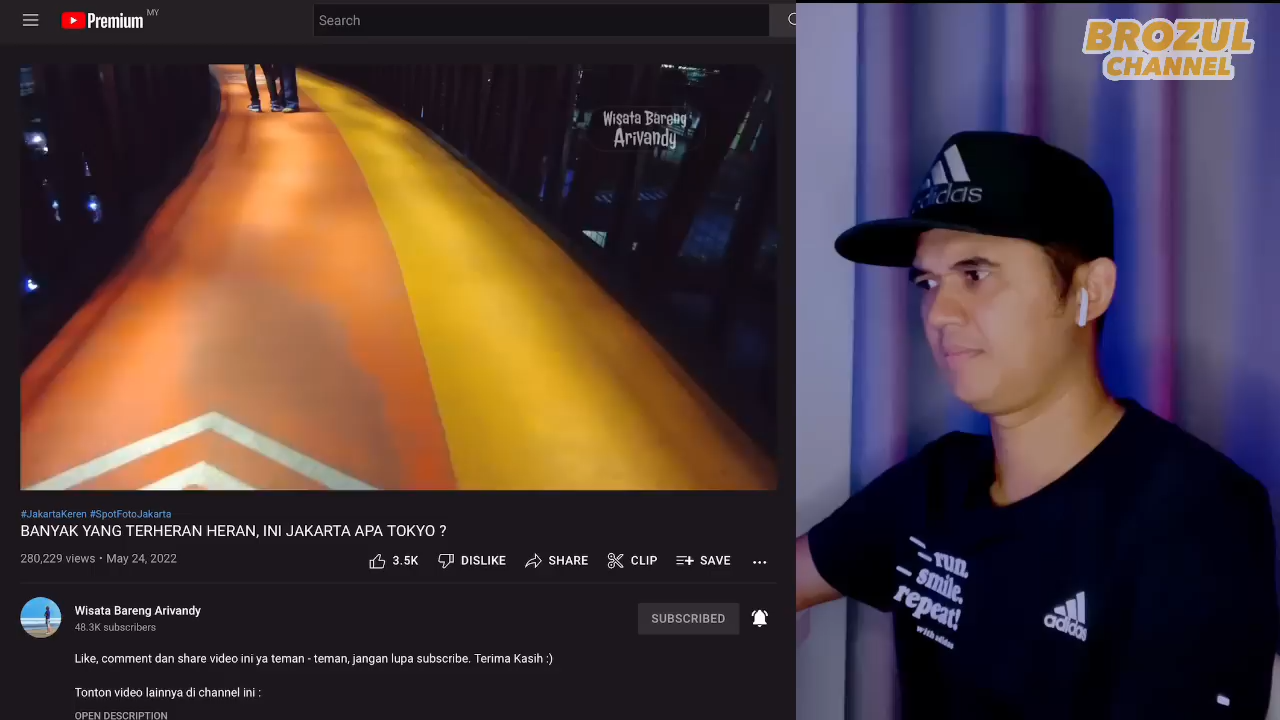 Premium MY
Search
BROZUL
CHANNEL
Wisata Bareng
Arivandy
adidas
#JakartaKeren #SpotFotoJakarta
BANYAK YANG TERHERAN HERAN, INI JAKARTA APA TOKYO ?
280,229 views • May 24, 2022
3.5K DISLIKE SHARE CLIP SAVE
Wisata Bareng Arivandy
48.3K subscribers
SUBSCRIBED
Like, comment dan share video ini ya teman - teman, jangan lupa subscribe. Terima Kasih :)
Tonton video lainnya di channel ini :
OPEN DESCRIPTION
run.
smile.
repeat!
with adidas
adidas